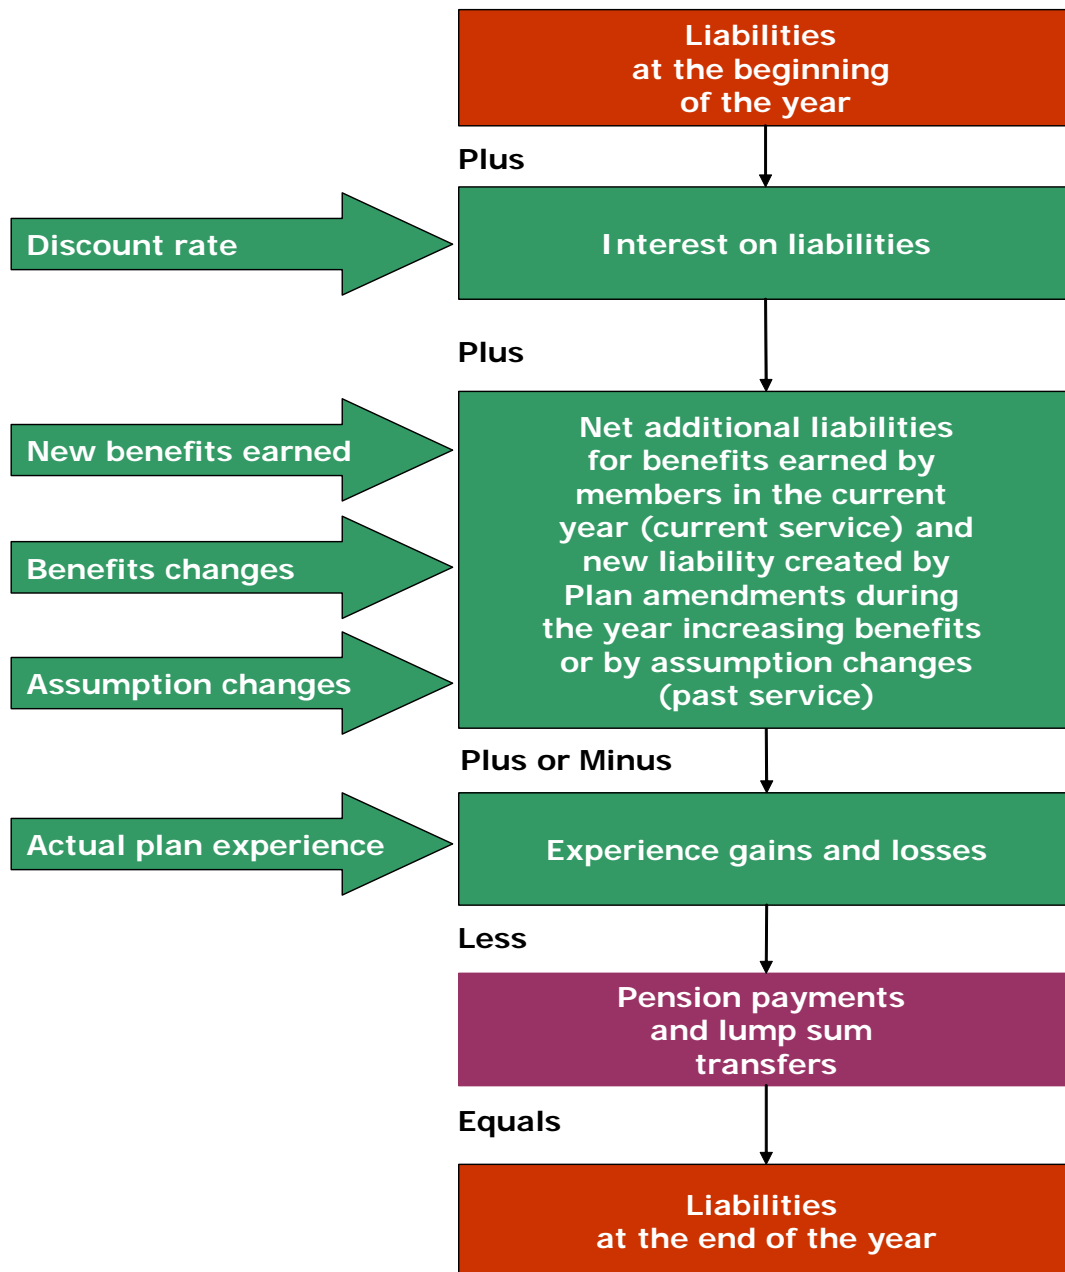 Liabilities
at the beginning
of the year
Plus
Discount rate
Interest on liabilities
Plus
New benefits earned
Benefits changes
Assumption changes
Net additional liabilities
for benefits earned by
members in the current
year (current service) and
new liability created by
Plan amendments during
the year increasing benefits
or by assumption changes
(past service)
Plus or Minus
Actual plan experience
Experience gains and losses
Less
Pension payments
and lump sum
transfers
Equals
Liabilities
at the end of the year